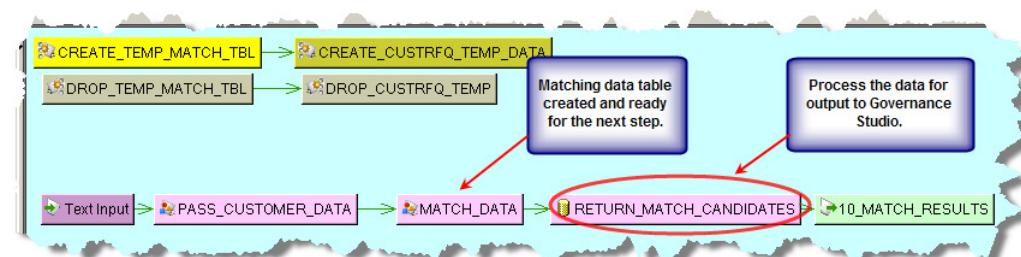 CREATE_TEMP_MATCH_TBL
CREATE_CUSTRFQ_TEMP_DATA
DROP_TEMP_MATCH_TBL
DROP_CUSTRFQ_TEMP
Matching data table
created and ready
for the next step.
Process the data for
output to Governance
Studio.
Text Input
PASS_CUSTOMER_DATA
MATCH_DATA
RETURN_MATCH_CANDIDATES
10_MATCH_RESULTS